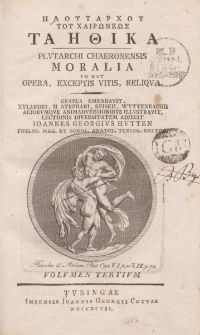 ΠΛΟΥΤΑΡΧΟΥ
ΤΟΥ ΧΑΙΡΩΝΕΩΣ
ΤΑ ΗΘΙΚΑ
PLUTARCHI CHAERONENSIS
MORALIA
ID EST
OPERA, EXCEPTIS VITIS, RELIQVA.
GRAECA EMENDAVIT,
XYLANDRI, H. STEPHANI, REISKII, WYTTENBACHII
ALIORVMQVE ANIMADVERSIONIBVS ILLVSTRAVIT,
LECTIONIS DIVERSITATEM ADIECIT
IOANNES GEORGIVS HVTTEN
VOLVMEN TERTIVM
TVBINGAE
IMPENSIS IOANNIS GEORGII COTTAE